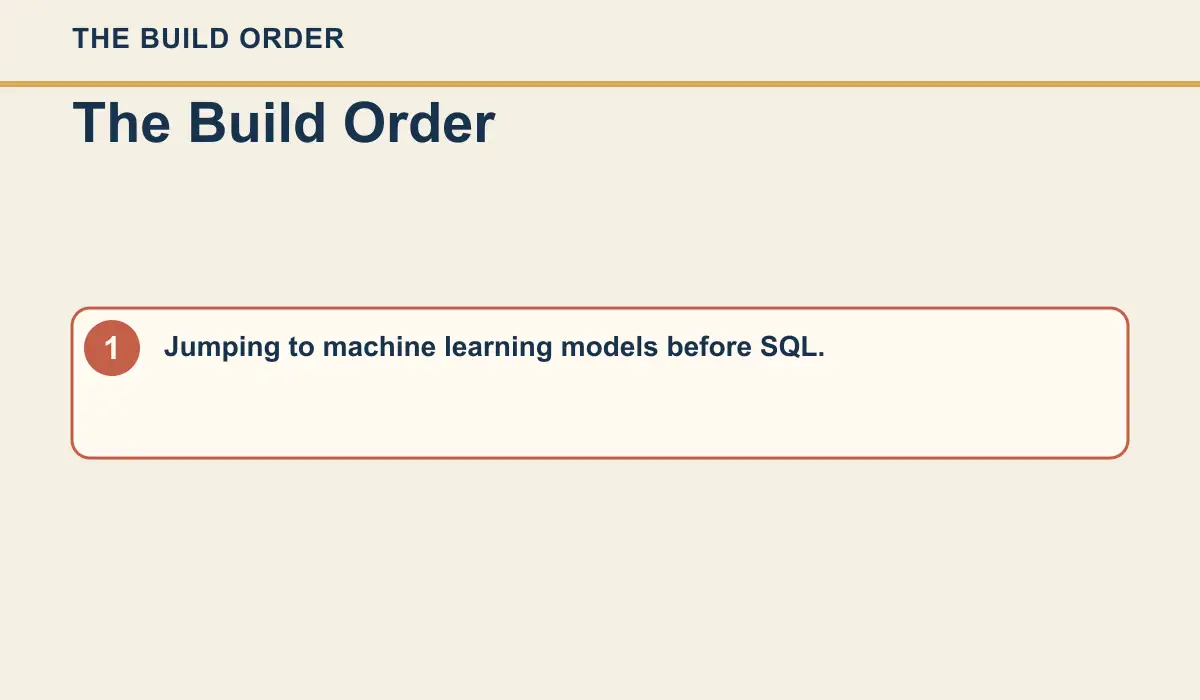 THE BUILD ORDER
The Build Order
1 Jumping to machine learning models before SQL.